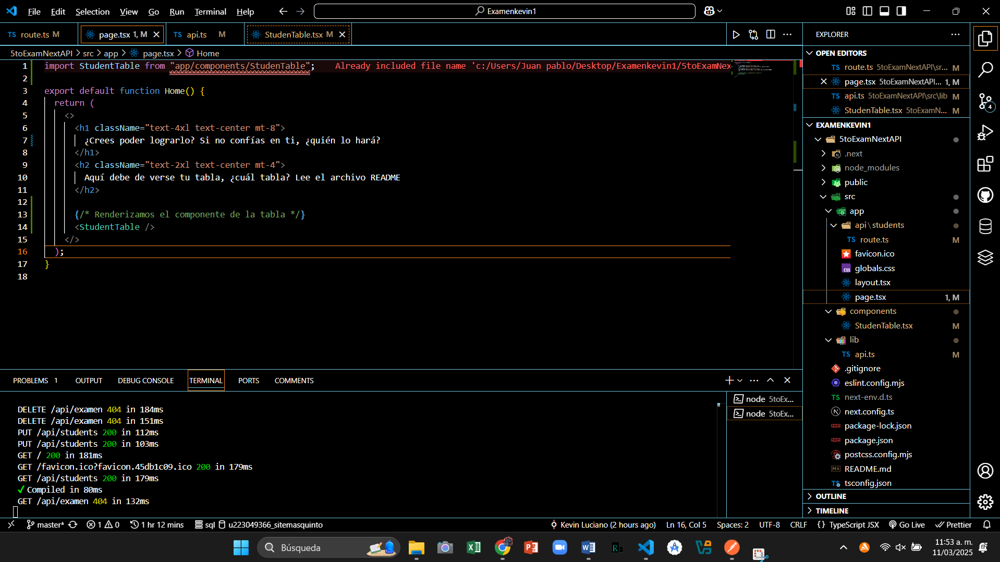 File Edit Selection View Go Run Terminal Help
Examenkevin1
TS route.ts M
page.tsx 1, M
TS api.ts M
StudenTable.tsx M
5toExamNextAPI > src > app > page.tsx > Home
1 import StudentTable from "app/components/StudenTable"; Already included file name 'c:/Users/Juan pablo/Desktop/Examenkevin1/5toExamNex
2
3 export default function Home() {
4 return (
5 <>
6 <h1 className="text-4xl text-center mt-8">
7 ¿Crees poder lograrlo? Si no confías en ti, ¿quién lo hará?
8 </h1>
9 <h2 className="text-2xl text-center mt-4">
10 Aquí debe de verse tu tabla, ¿cuál tabla? Lee el archivo README
11 </h2>
12
13 {/* Renderizamos el componente de la tabla */}
14 <StudentTable />
15 </>
16 );
17 }
18
PROBLEMS 1 OUTPUT DEBUG CONSOLE TERMINAL PORTS COMMENTS
DELETE /api/examen 404 in 184ms
DELETE /api/examen 404 in 151ms
PUT /api/students 200 in 112ms
PUT /api/students 200 in 103ms
GET / 200 in 181ms
GET /favicon.ico?favicon.45db1c09.ico 200 in 179ms
GET /api/students 200 in 179ms
✓ Compiled in 80ms
GET /api/examen 404 in 132ms
node 5toEx...
node 5toEx...
EXPLORER
OPEN EDITORS
TS route.ts 5toExamNextAPI\sr... M
page.tsx 5toExamNextAPI... 1, M
TS api.ts 5toExamNextAPI\src\lib M
StudenTable.tsx 5toExamN... M
EXAMENKEVIN1
5toExamNextAPI
.next
node_modules
public
src
app
api\students
TS route.ts M
favicon.ico
globals.css
layout.tsx
page.tsx 1, M
components
StudenTable.tsx M
lib
TS api.ts M
.gitignore
eslint.config.mjs
TS next-env.d.ts
next.config.ts
package-lock.json
package.json
postcss.config.mjs
README.md
tsconfig.json
OUTLINE
TIMELINE
4
master* 1 0 1 hr 12 mins sql u223049366_sitemasquinto
Kevin Luciano (2 hours ago) Ln 16, Col 5 Spaces: 2 UTF-8 CRLF {} TypeScript JSX Go Live Prettier
Búsqueda
11:53 a. m.
11/03/2025